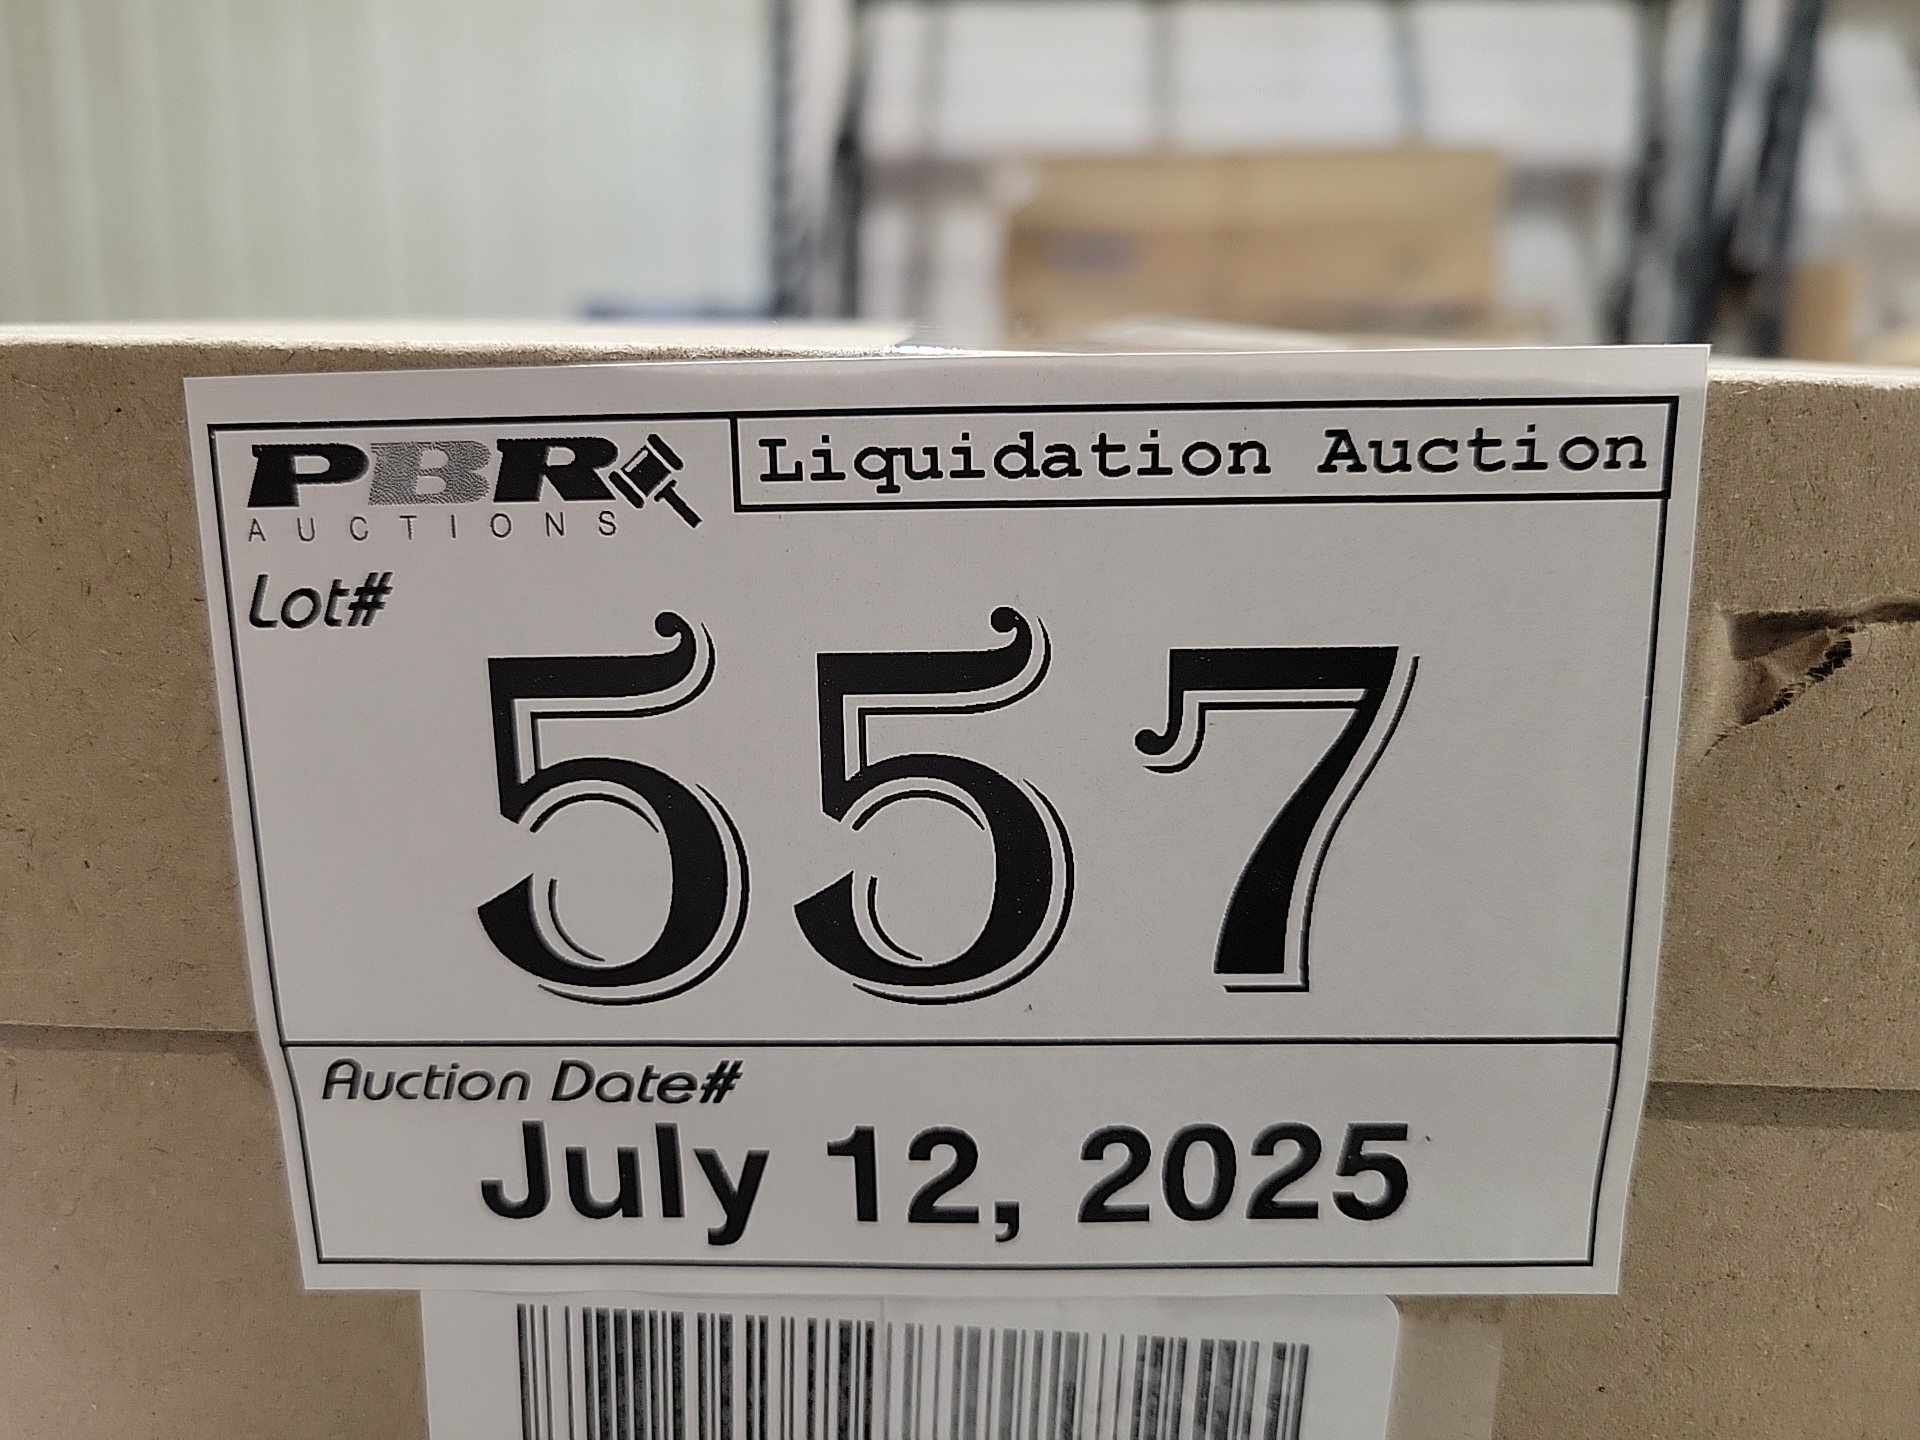 PBR
AUCTIONS
Liquidation Auction
Lot#
557
Auction Date#
July 12, 2025